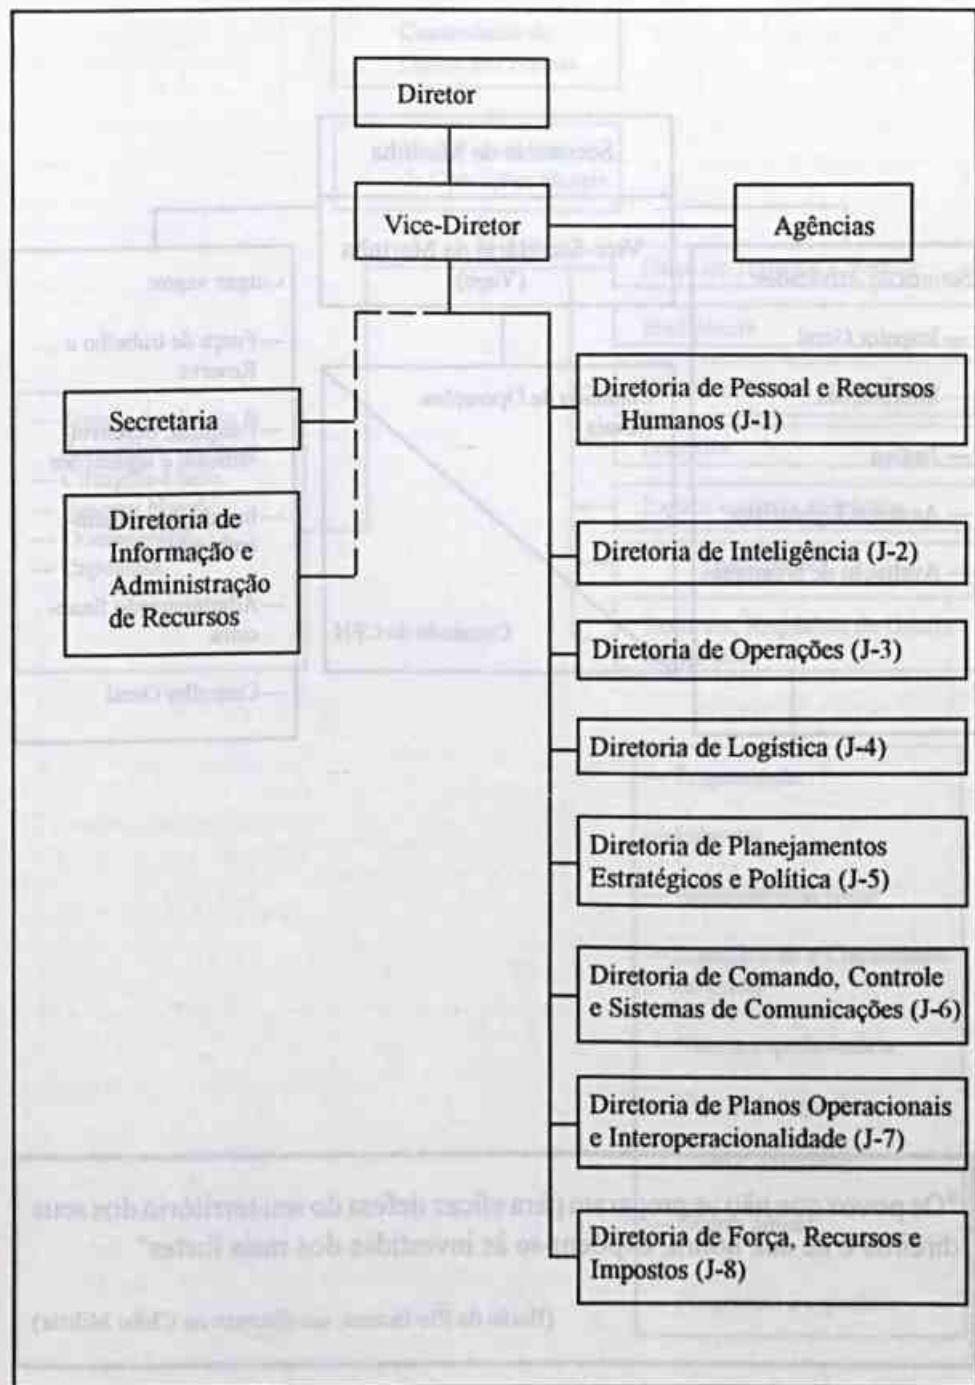 Diretor
Vice-Diretor
Agências
Secretaria
Diretoria de
Informação e
Administração
de Recursos
Diretoria de Pessoal e Recursos
Humanos (J-1)
Diretoria de Inteligência (J-2)
Diretoria de Operações (J-3)
Diretoria de Logística (J-4)
Diretoria de Planejamentos
Estratégicos e Política (J-5)
Diretoria de Comando, Controle
e Sistemas de Comunicações (J-6)
Diretoria de Planos Operacionais
e Interoperacionalidade (J-7)
Diretoria de Força, Recursos e
Impostos (J-8)